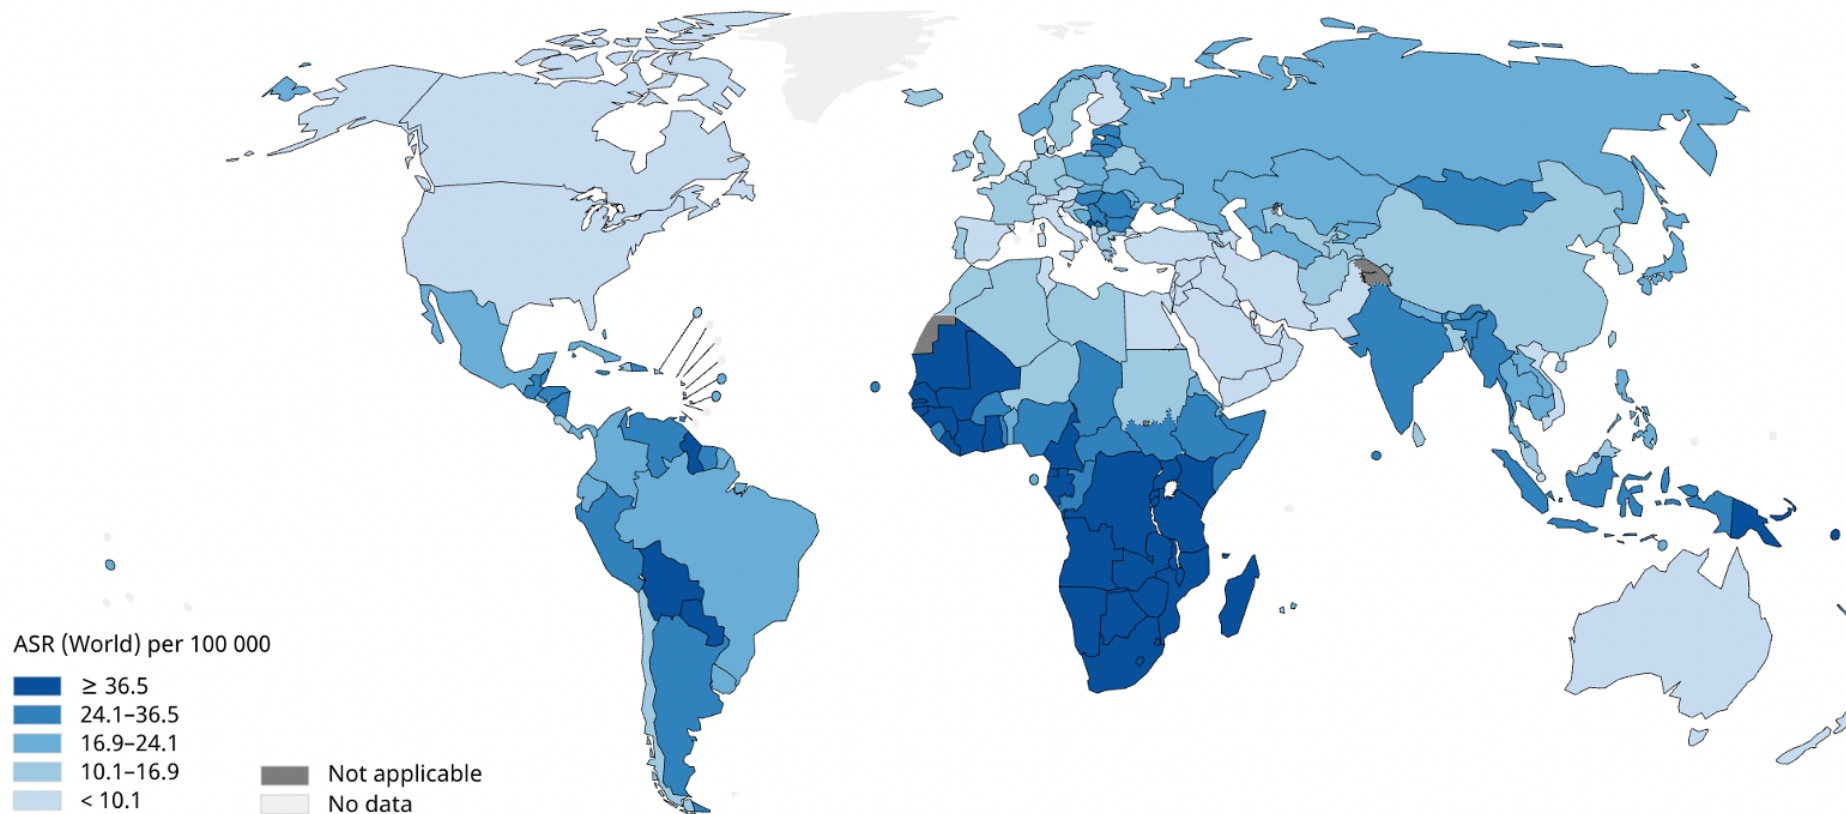 ASR (World) per 100 000
≥ 36.5
24.1–36.5
16.9–24.1
10.1–16.9
< 10.1
Not applicable
No data